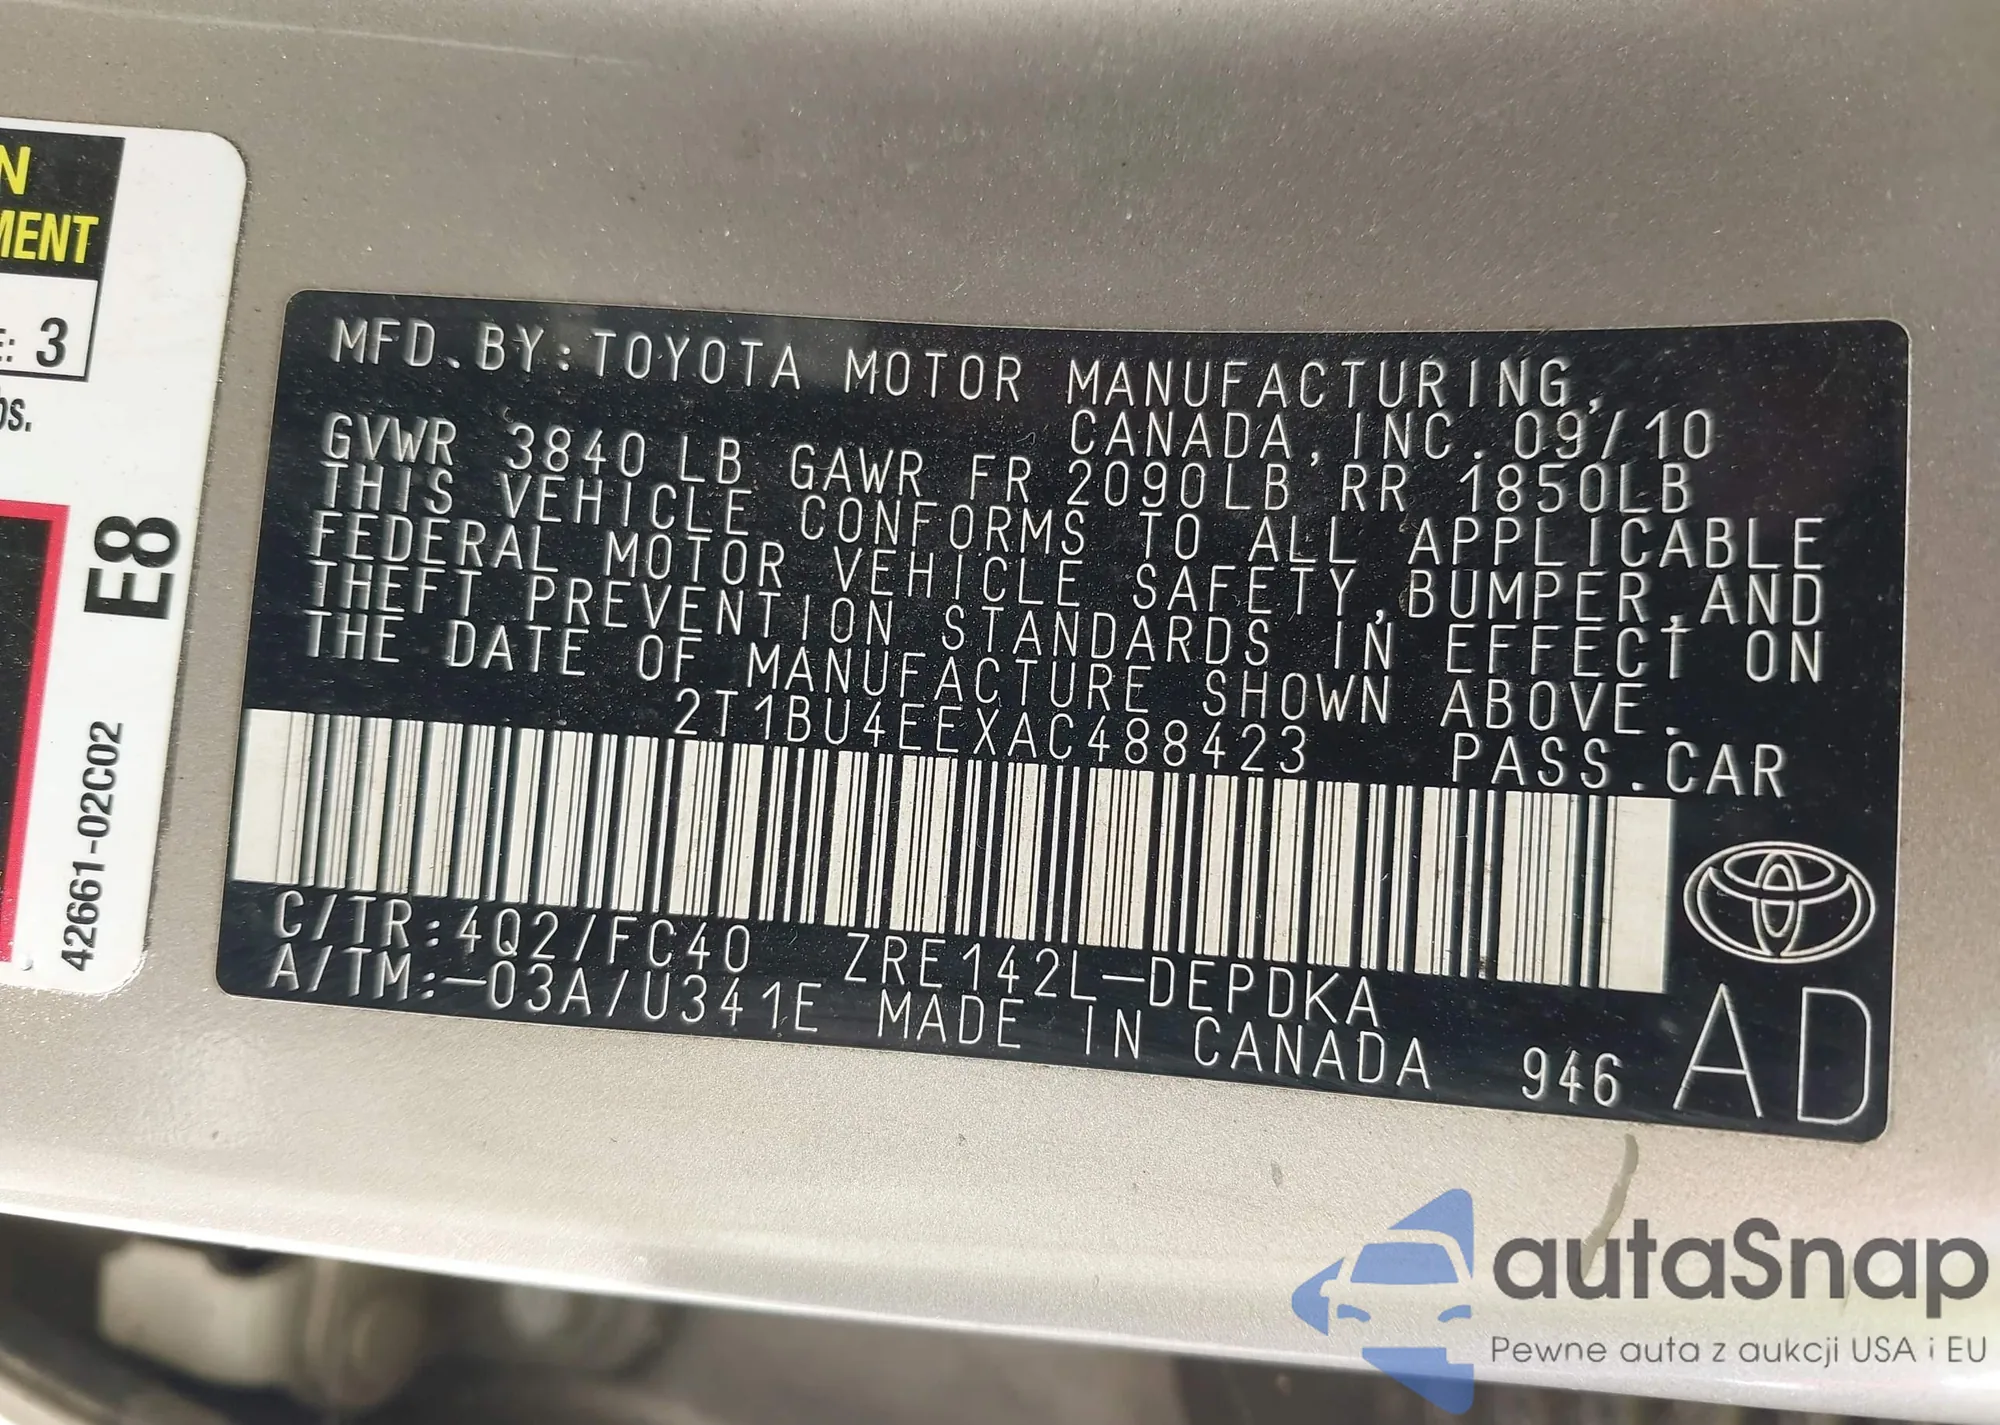 N
MENT
E: 3
bs.
E8
42661-02C02
MFD.BY:TOYOTA MOTOR MANUFACTURING,
CANADA,INC.09/10
GVWR 3840LB GAWR FR 2090LB RR 1850LB
THIS VEHICLE CONFORMS TO ALL APPLICABLE
FEDERAL MOTOR VEHICLE SAFETY,BUMPER,AND
THEFT PREVENTION STANDARDS IN EFFECT ON
THE DATE OF MANUFACTURE SHOWN ABOVE.
2T1BU4EEXAC488423 PASS.CAR
C/TR:4Q2/FC40 ZRE142L-DEPDKA
A/TM:-03A/U341E MADE IN CANADA 946 AD
autaSnap
Pewne auta z aukcji USA i EU